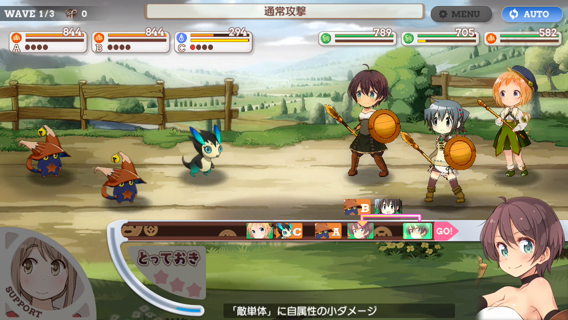 WAVE 1/3 0
通常攻撃
MENU
AUTO
844
A
844
B
294
C
789
705
582
B
C
A
GO!
とっておき
SUPPORT
「敵単体」に自属性の小ダメージ